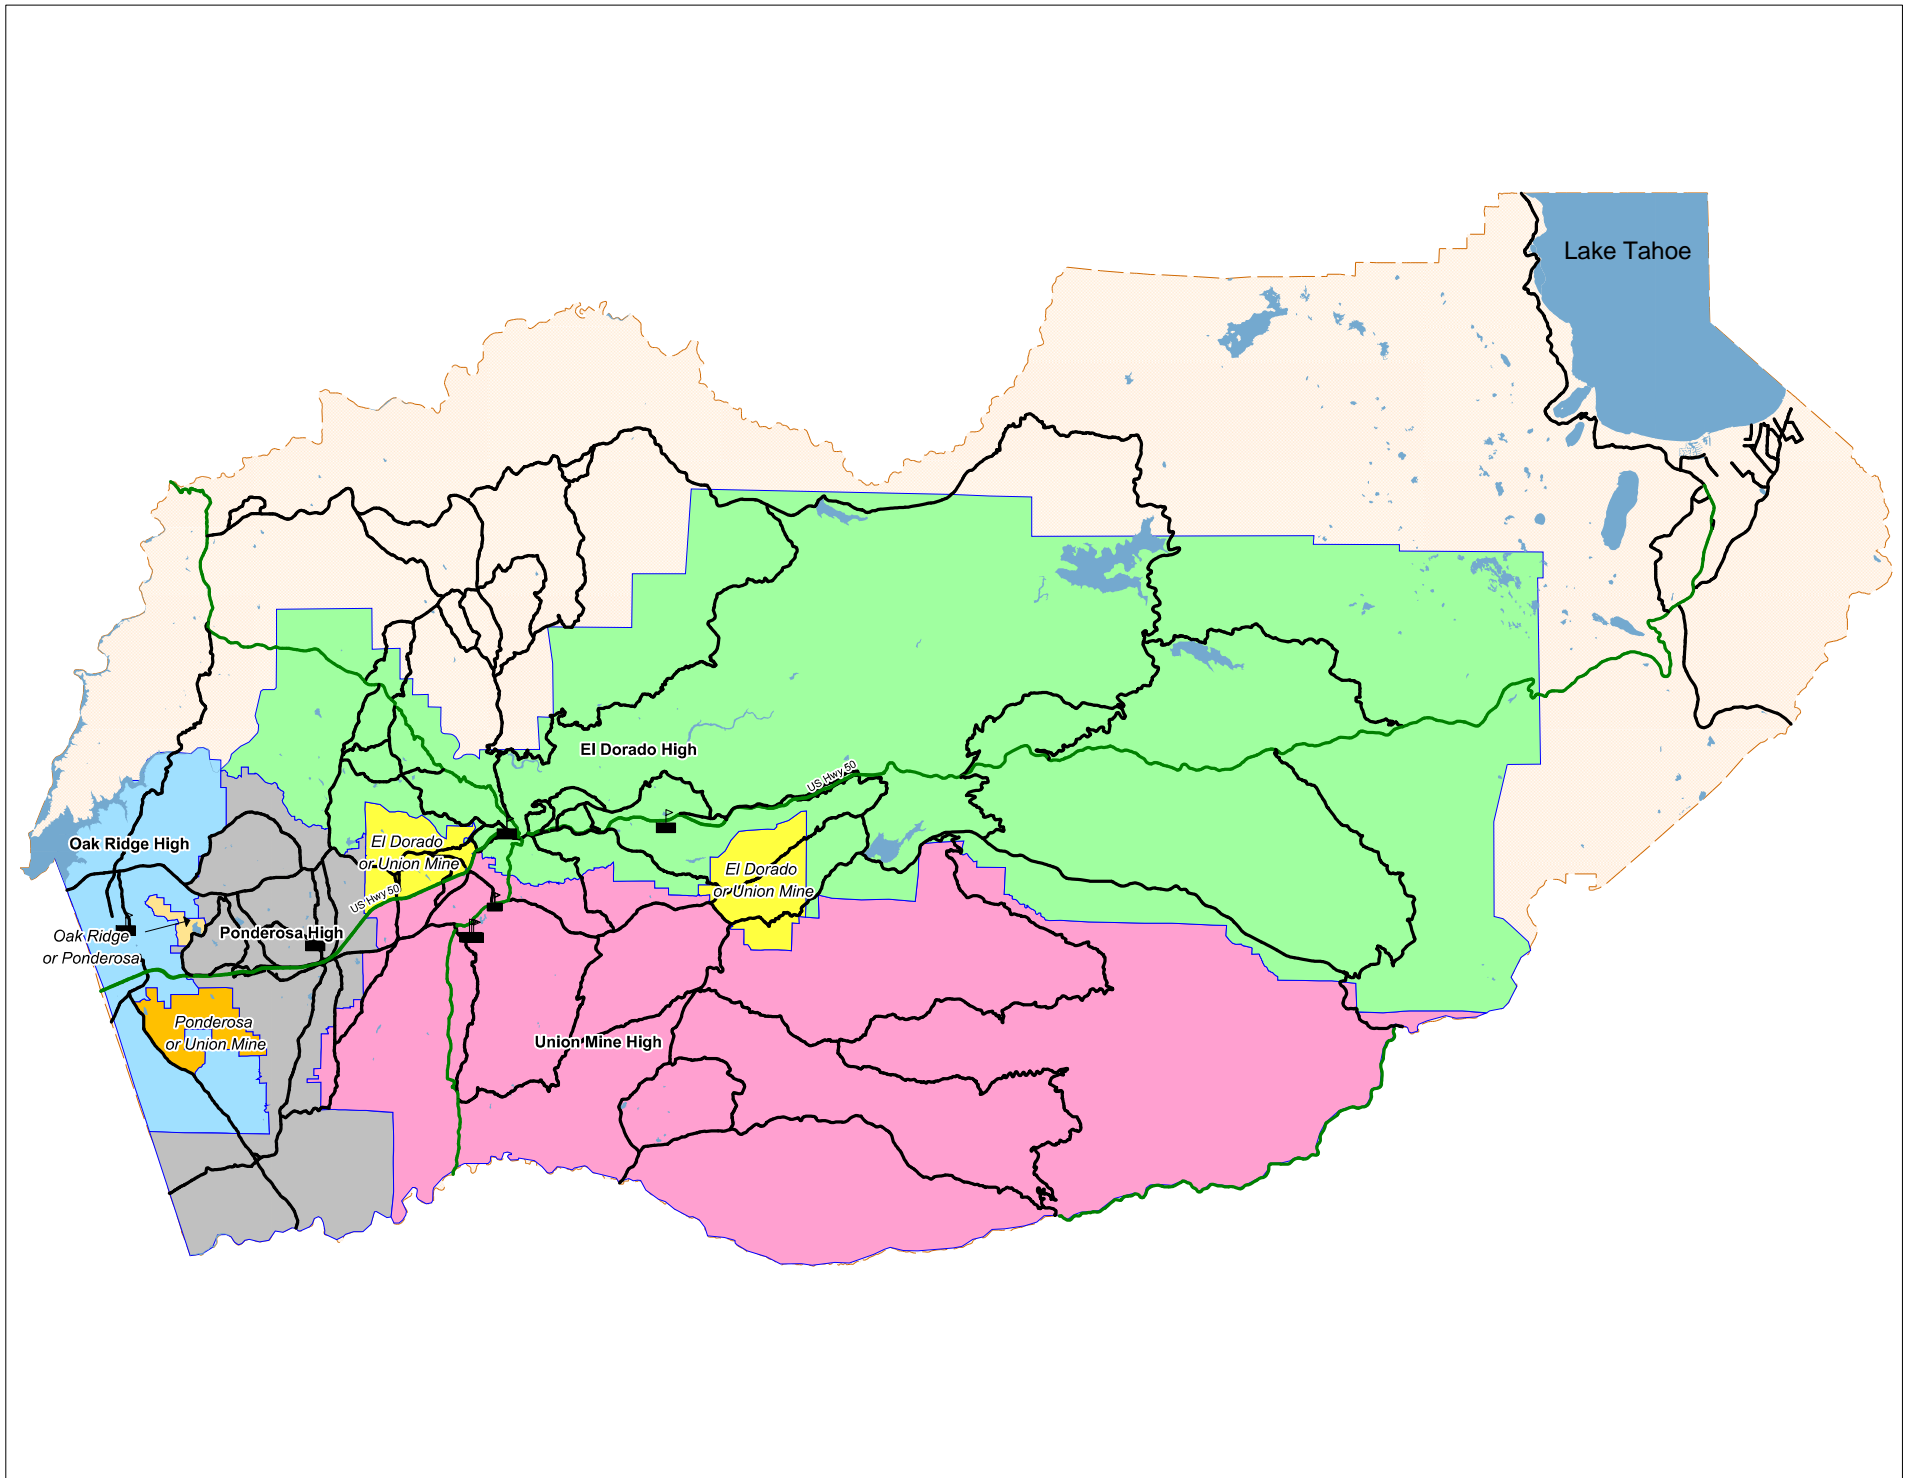 Lake Tahoe
El Dorado High
US Hwy 50
Oak Ridge High
El Dorado
or Union Mine
El Dorado
or Union Mine
US Hwy 50
Ponderosa High
Oak Ridge
or Ponderosa
Ponderosa
or Union Mine
Union Mine High